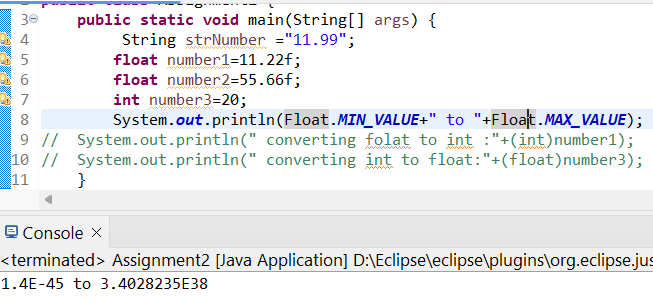 public class Assignment2 {
3 public static void main(String[] args) {
4 String strNumber ="11.99";
5 float number1=11.22f;
6 float number2=55.66f;
7 int number3=20;
8 System.out.println(Float.MIN_VALUE+" to "+Float.MAX_VALUE);
9 // System.out.println(" converting folat to int :"+(int)number1);
10 // System.out.println(" converting int to float:"+(float)number3);
11 }
Console
<terminated> Assignment2 [Java Application] D:\Eclipse\eclipse\plugins\org.eclipse.jus
1.4E-45 to 3.4028235E38